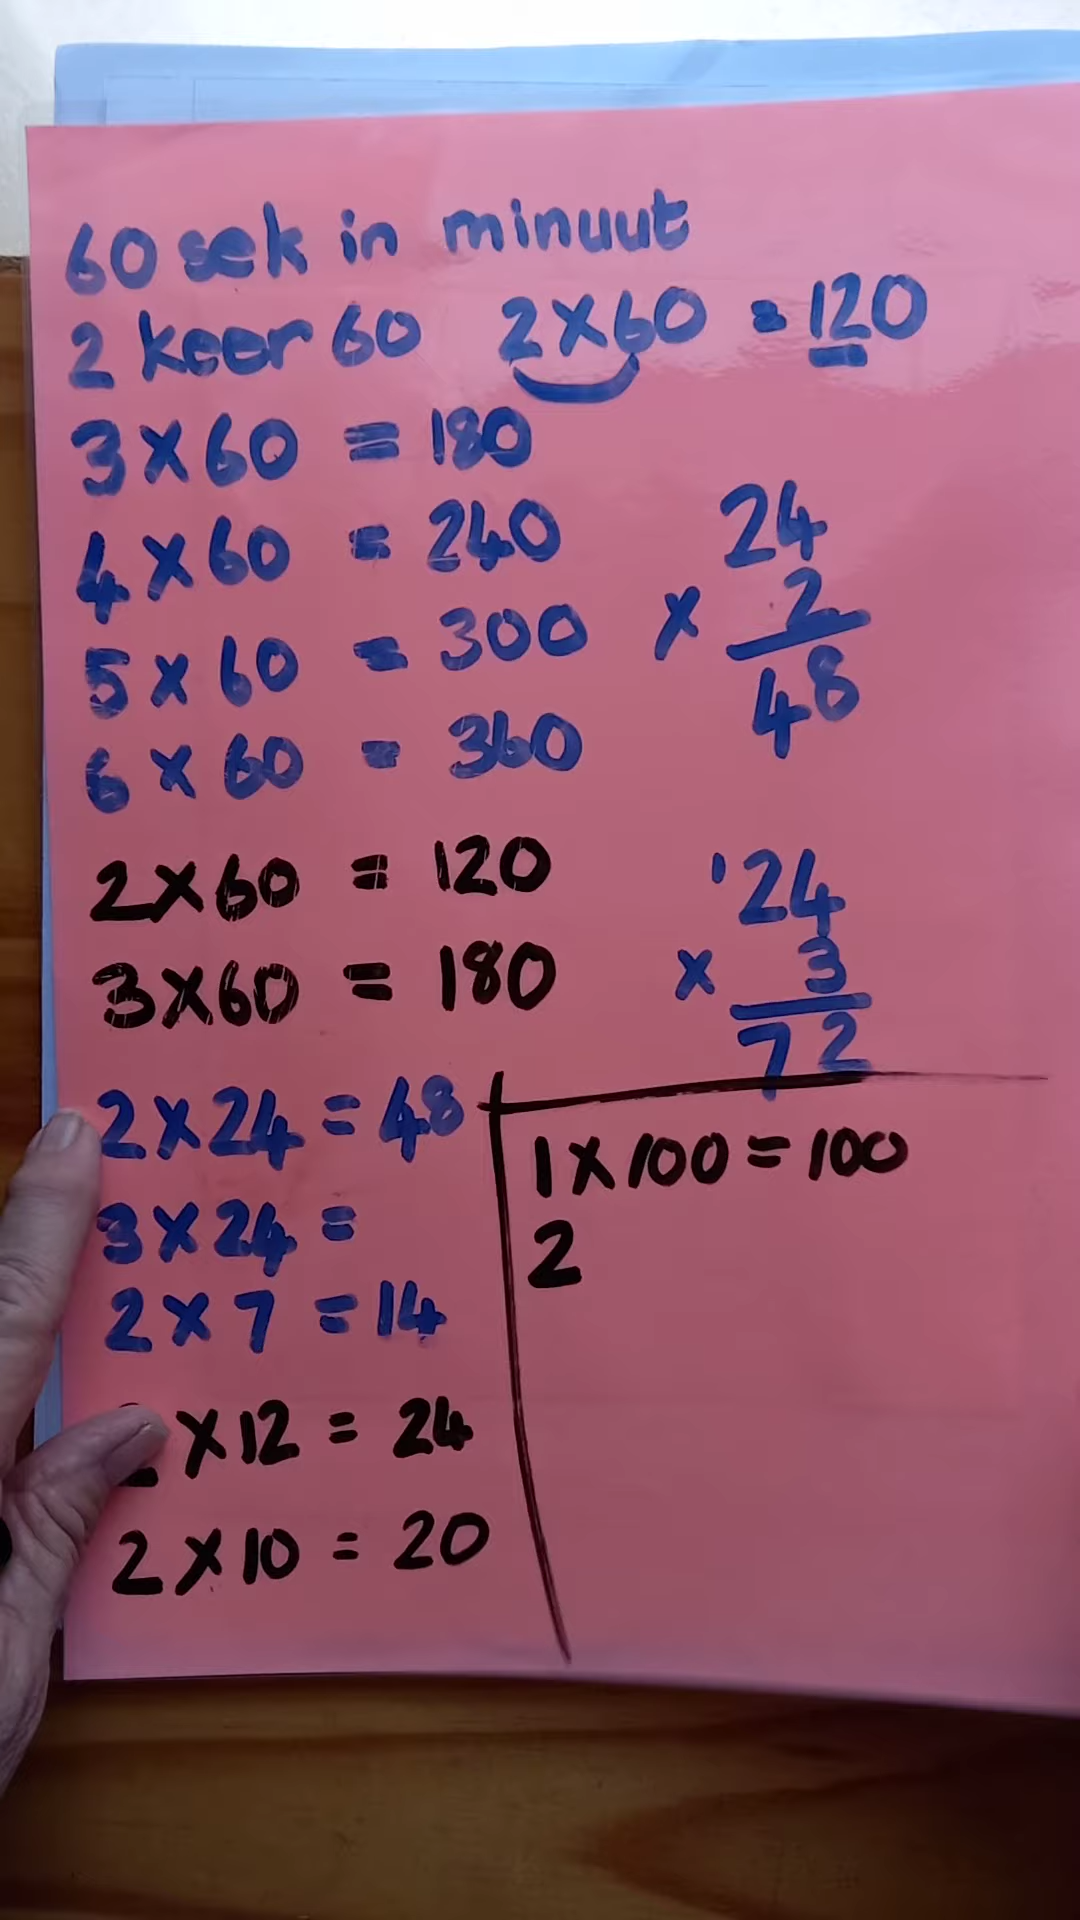 60 sek in minuut
2 keer 60 2x60 = 120
3x60 = 180
4x60 = 240
5x60 = 300
6x60 = 360
24
x 2
48
2x60 = 120
3x60 = 180
'24
x 3
72
2x24 = 48
3x24 =
2x7 = 14
2 x12 = 24
2x10 = 20
1x100 = 100
2